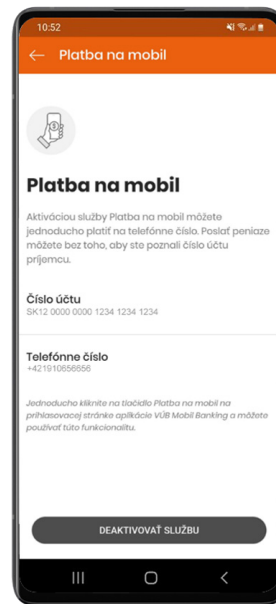 10:52
Platba na mobil
Platba na mobil
Aktiváciou služby Platba na mobil môžete
jednoducho platiť na telefónne číslo. Poslať peniaze
môžete bez toho, aby ste poznali číslo účtu
príjemcu.
Číslo účtu
SK12 0000 0000 1234 1234 1234
Telefónne číslo
+421910656656
Jednoducho kliknite na tlačidlo Platba na mobil na
prihlasovacej stránke aplikácie VÚB Mobil Banking a môžete
používať túto funkcionalitu.
DEAKTIVOVAŤ SLUŽBU